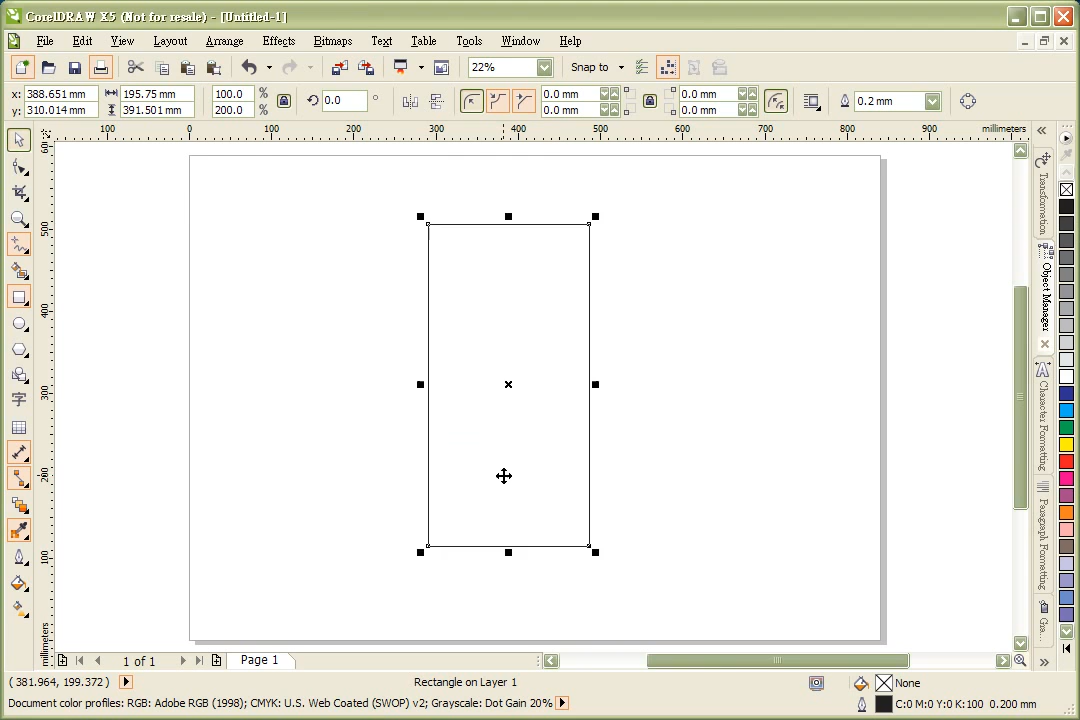 CorelDRAW X5 (Not for resale) - [Untitled-1]
File Edit View Layout Arrange Effects Bitmaps Text Table Tools Window Help
22% Snap to
x: 388.651 mm 195.75 mm 100.0 % 0.0 ° 0.0 mm 0.0 mm 0.2 mm
y: 310.014 mm 391.501 mm 200.0 % 0.0 mm 0.0 mm
100 0 100 200 300 400 500 600 700 800 900 millimeters
600
500
400
300
200
100
millimeters
字
Transformation
Object Manager
Character Formatting
Paragraph Formatting
Gra...
1 of 1 Page 1
( 381.964, 199.372 ) Rectangle on Layer 1 None
Document color profiles: RGB: Adobe RGB (1998); CMYK: U.S. Web Coated (SWOP) v2; Grayscale: Dot Gain 20% C:0 M:0 Y:0 K:100 0.200 mm